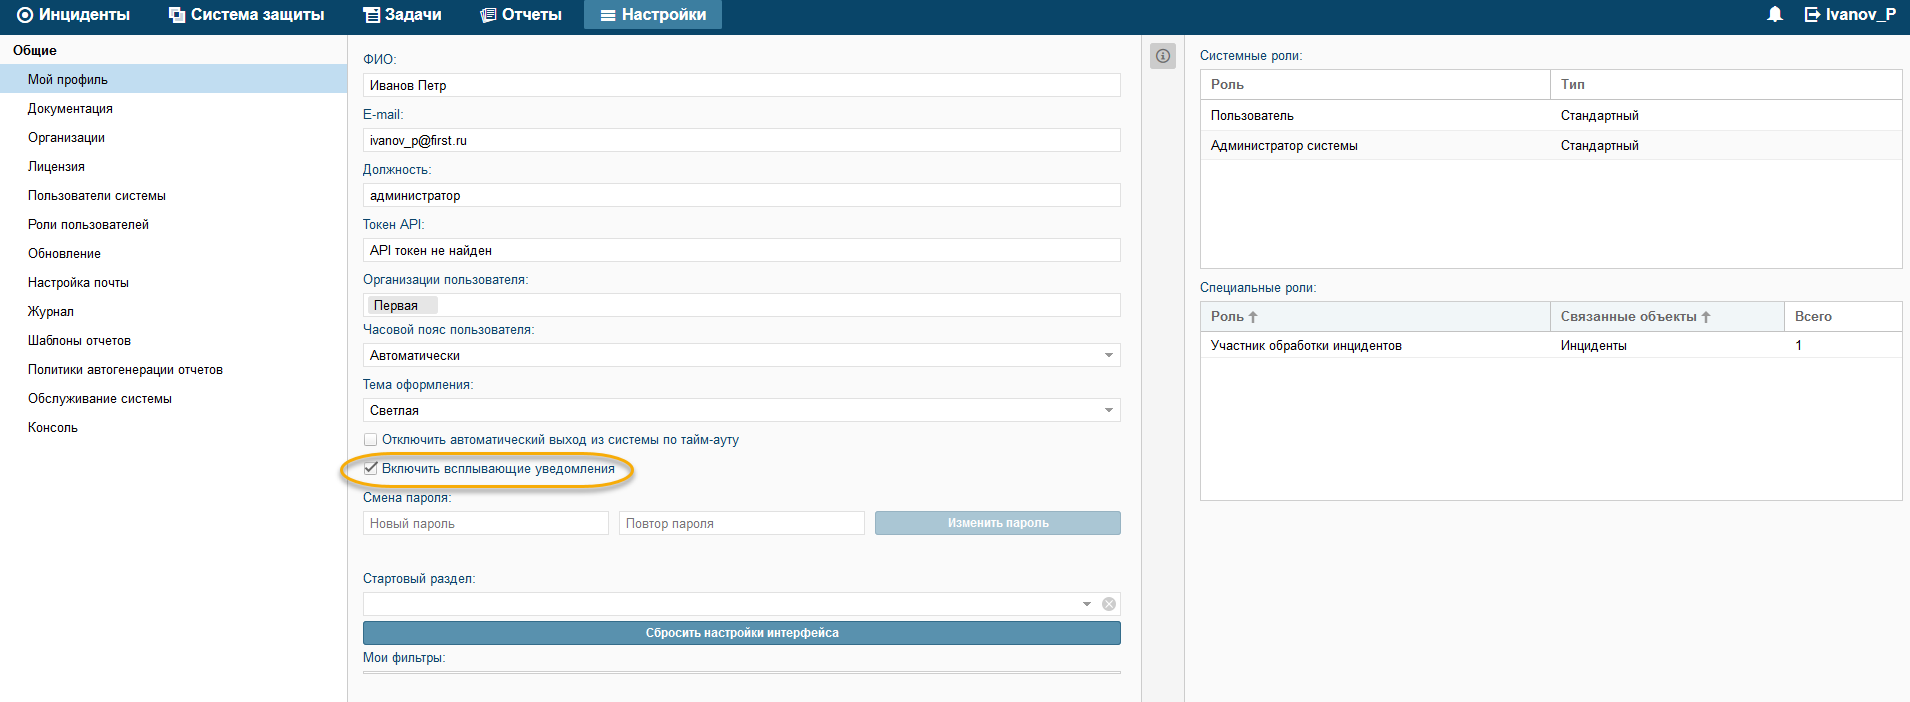 Инциденты
Система защиты
Задачи
Отчеты
Настройки
Ivanov_P
Общие
Мой профиль
Документация
Организации
Лицензия
Пользователи системы
Роли пользователей
Обновление
Настройка почты
Журнал
Шаблоны отчетов
Политики автогенерации отчетов
Обслуживание системы
Консоль
ФИО:
Иванов Петр
E-mail:
ivanov_p@first.ru
Должность:
администратор
Токен API:
API токен не найден
Организации пользователя:
Первая
Часовой пояс пользователя:
Автоматически
Тема оформления:
Светлая
Отключить автоматический выход из системы по тайм-ауту
Включить всплывающие уведомления
Смена пароля:
Новый пароль
Повтор пароля
Изменить пароль
Стартовый раздел:
Сбросить настройки интерфейса
Мои фильтры:
Системные роли:
Роль Тип
Пользователь Стандартный
Администратор системы Стандартный
Специальные роли:
Роль Связанные объекты Всего
Участник обработки инцидентов Инциденты 1